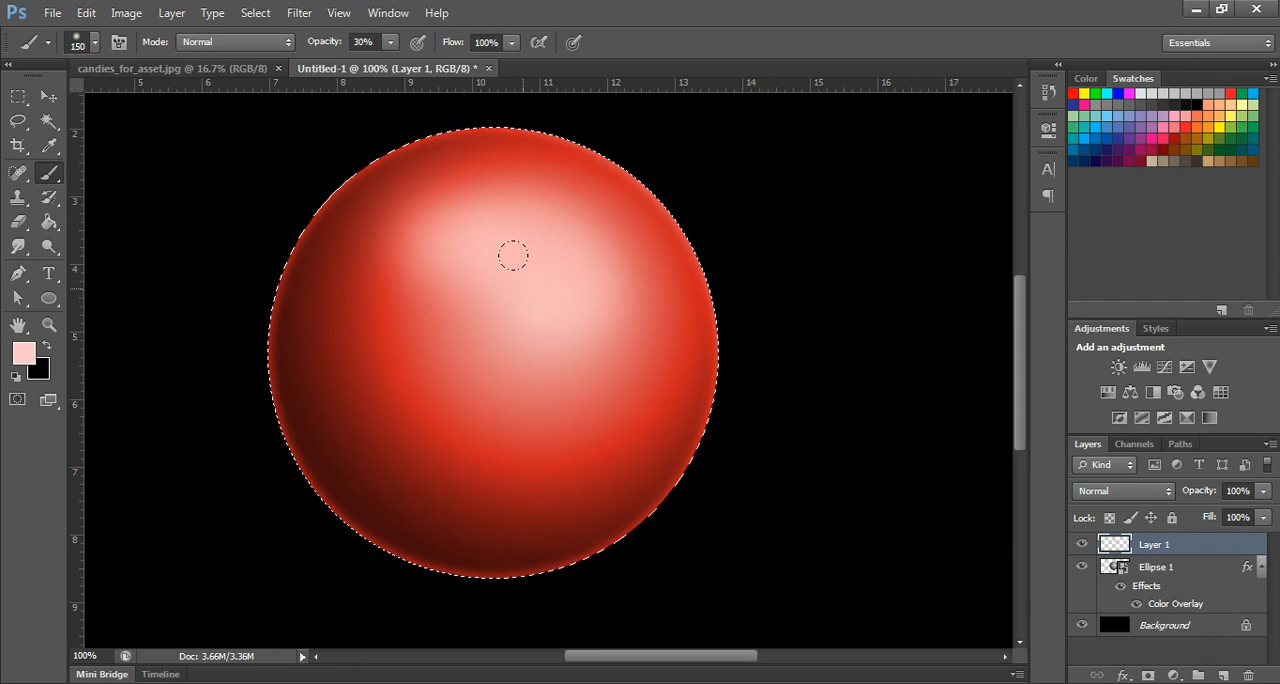 Ps File Edit Image Layer Type Select Filter View Window Help
150 Mode: Normal Opacity: 30% Flow: 100% Essentials
candies_for_asset.jpg @ 16.7% (RGB/8) × Untitled-1 @ 100% (Layer 1, RGB/8) * ×
Color Swatches
5 6 7 8 9 10 11 12 13 14 15 16 17
2
3
4
5
6
7
8
9
T
A
Adjustments Styles
Add an adjustment
Layers Channels Paths
Kind T
Normal Opacity: 100%
Lock: Fill: 100%
Layer 1
Ellipse 1 fx
Effects
Color Overlay
Background
100% Doc: 3.66M/3.36M
Mini Bridge Timeline
fx